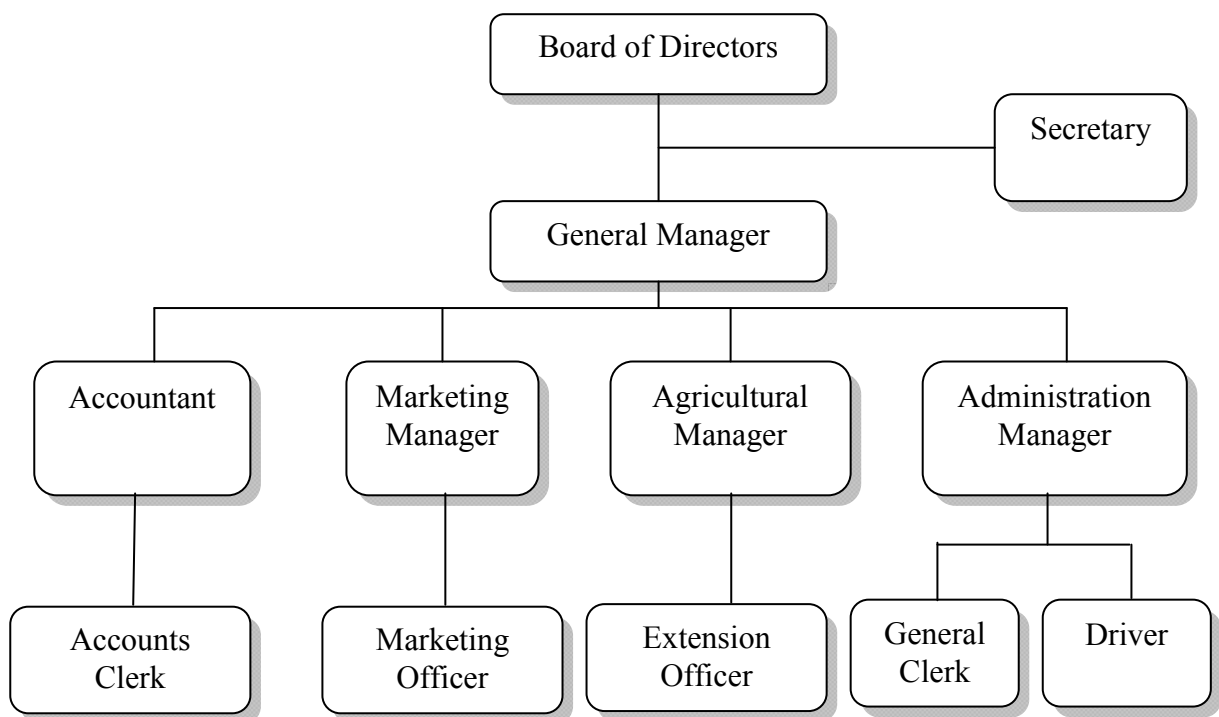 Board of Directors
Secretary
General Manager
Accountant
Marketing
Manager
Agricultural
Manager
Administration
Manager
Accounts
Clerk
Marketing
Officer
Extension
Officer
General
Clerk
Driver